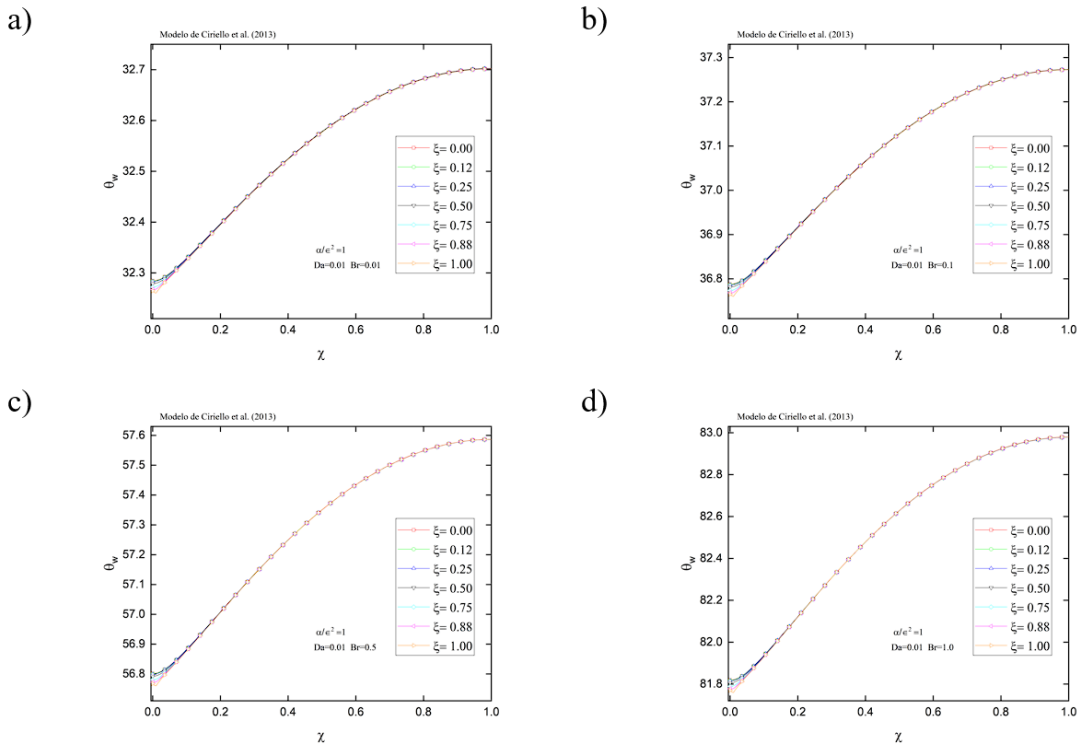 a)
Modelo de Ciriello et al. (2013)
32.7
32.6
32.5
32.4
32.3
θw
ξ= 0.00
ξ= 0.12
ξ= 0.25
ξ= 0.50
ξ= 0.75
ξ= 0.88
ξ= 1.00
α/ϵ²=1
Da=0.01 Br=0.01
0.0 0.2 0.4 0.6 0.8 1.0
χ
b)
Modelo de Ciriello et al. (2013)
37.3
37.2
37.1
37.0
36.9
36.8
θw
ξ= 0.00
ξ= 0.12
ξ= 0.25
ξ= 0.50
ξ= 0.75
ξ= 0.88
ξ= 1.00
α/ϵ²=1
Da=0.01 Br=0.1
0.0 0.2 0.4 0.6 0.8 1.0
χ
c)
Modelo de Ciriello et al. (2013)
57.6
57.5
57.4
57.3
57.2
57.1
57.0
56.9
56.8
θw
ξ= 0.00
ξ= 0.12
ξ= 0.25
ξ= 0.50
ξ= 0.75
ξ= 0.88
ξ= 1.00
α/ϵ²=1
Da=0.01 Br=0.5
0.0 0.2 0.4 0.6 0.8 1.0
χ
d)
Modelo de Ciriello et al. (2013)
83.0
82.8
82.6
82.4
82.2
82.0
81.8
θw
ξ= 0.00
ξ= 0.12
ξ= 0.25
ξ= 0.50
ξ= 0.75
ξ= 0.88
ξ= 1.00
α/ϵ²=1
Da=0.01 Br=1.0
0.0 0.2 0.4 0.6 0.8 1.0
χ